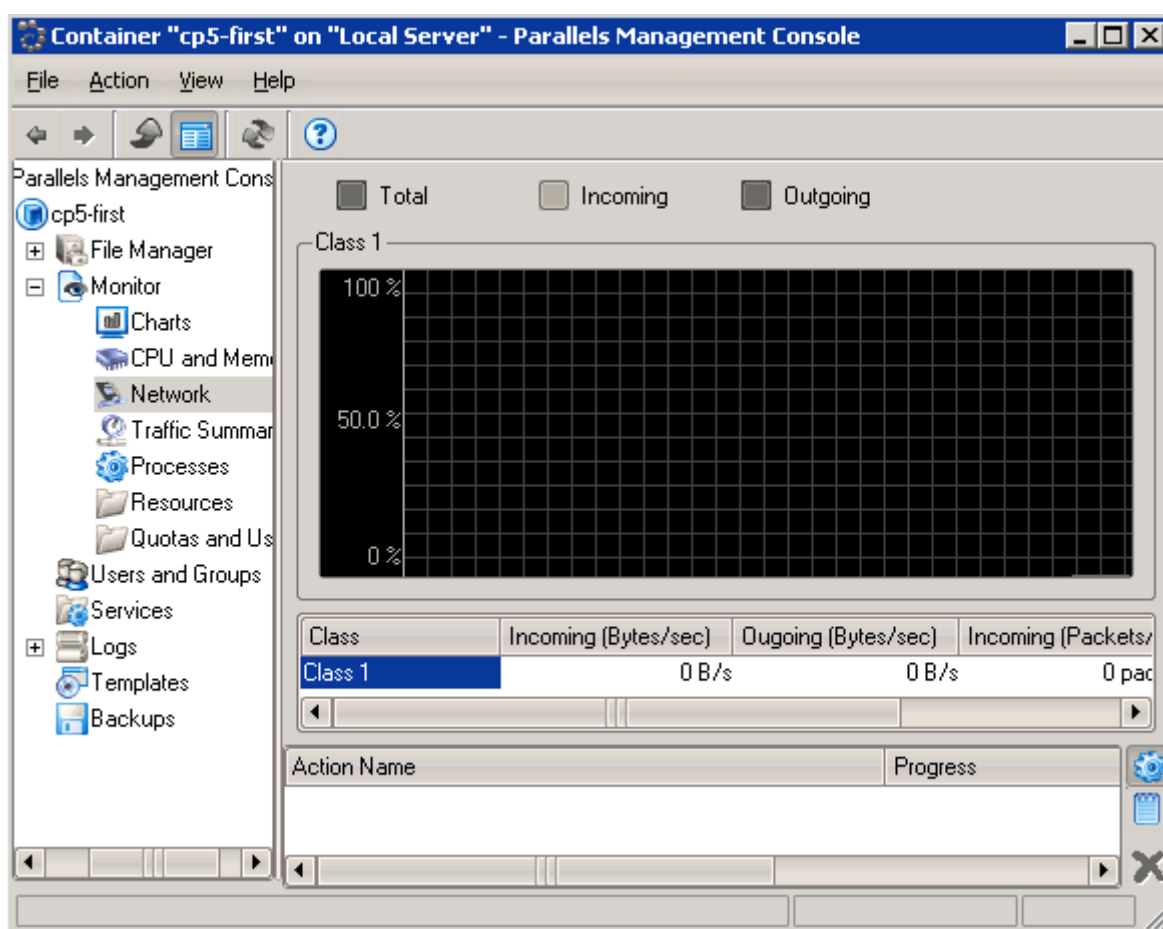 Container "cp5-first" on "Local Server" - Parallels Management Console
File Action View Help
Parallels Management Cons
cp5-first
File Manager
Monitor
Charts
CPU and Mem
Network
Traffic Summar
Processes
Resources
Quotas and Us
Users and Groups
Services
Logs
Templates
Backups
Total Incoming Outgoing
Class 1
100 %
50.0 %
0 %
Class Incoming (Bytes/sec) Ougoing (Bytes/sec) Incoming (Packets/
Class 1 0 B/s 0 B/s 0 pac
Action Name Progress